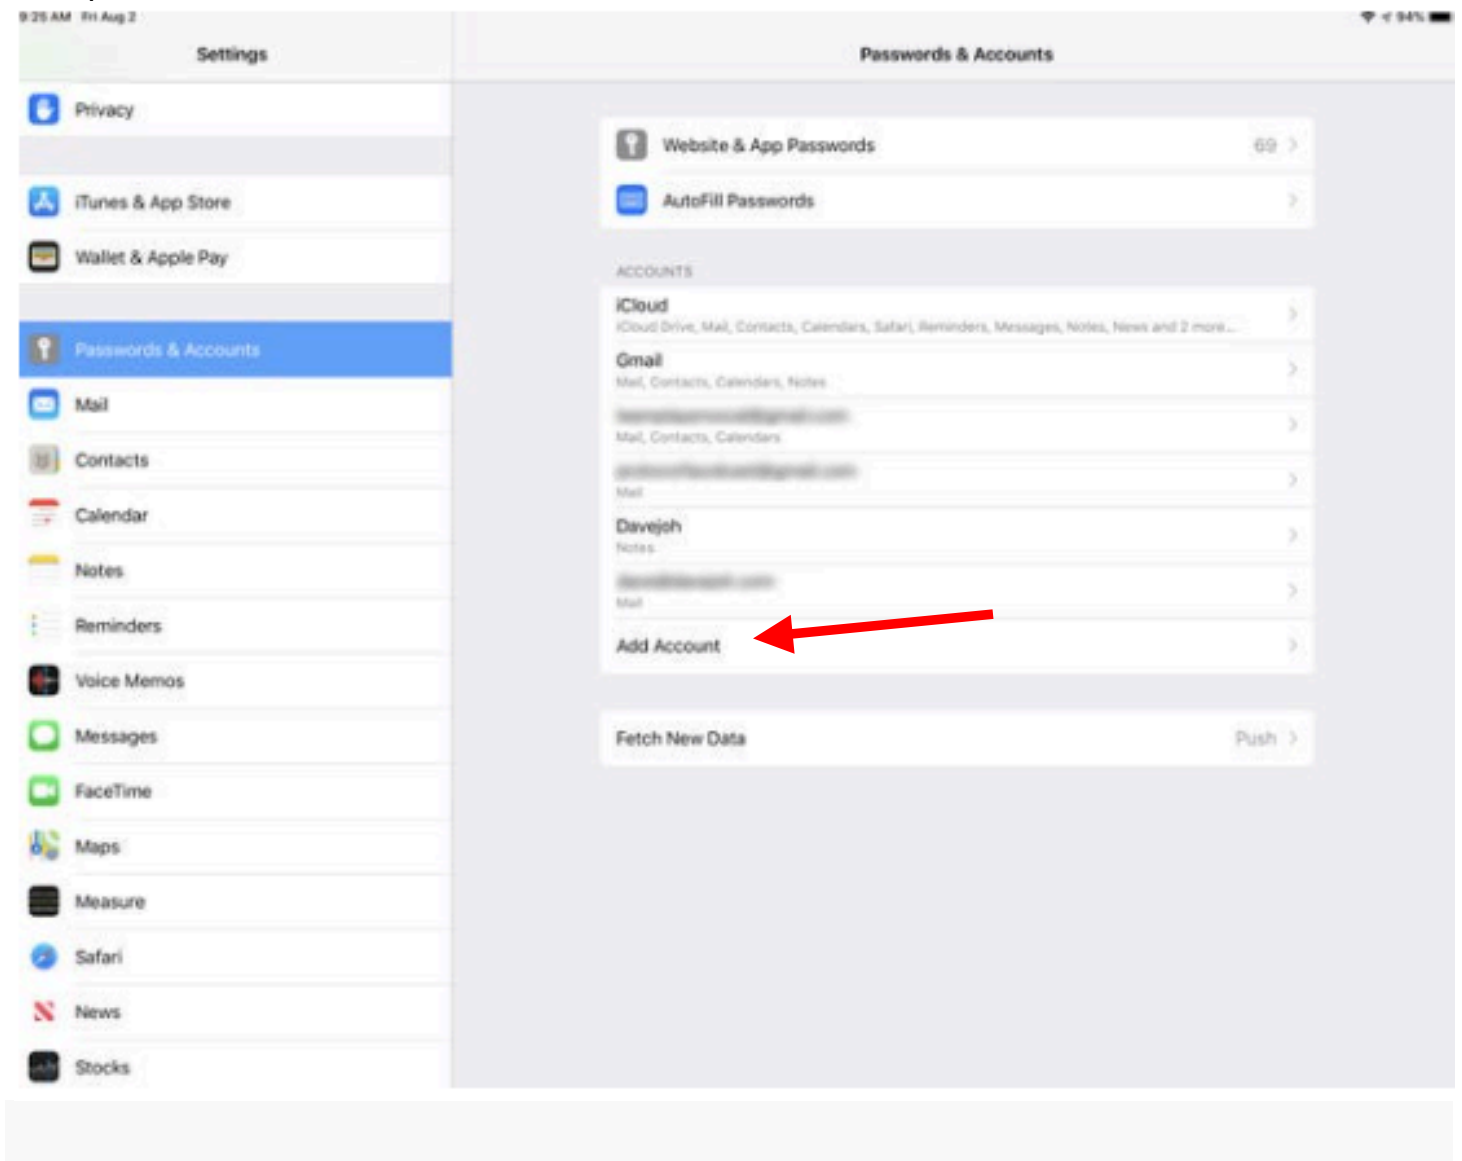 9:25 AM Fri Aug 2
94%
Settings
Privacy
iTunes & App Store
Wallet & Apple Pay
Passwords & Accounts
Mail
Contacts
Calendar
Notes
Reminders
Voice Memos
Messages
FaceTime
Maps
Measure
Safari
News
Stocks
Passwords & Accounts
Website & App Passwords 69
AutoFill Passwords
ACCOUNTS
iCloud
iCloud Drive, Mail, Contacts, Calendars, Safari, Reminders, Messages, Notes, News and 2 more...
Gmail
Mail, Contacts, Calendars, Notes
Mail, Contacts, Calendars
Mail
Davejoh
Notes
Mail
Add Account
Fetch New Data Push